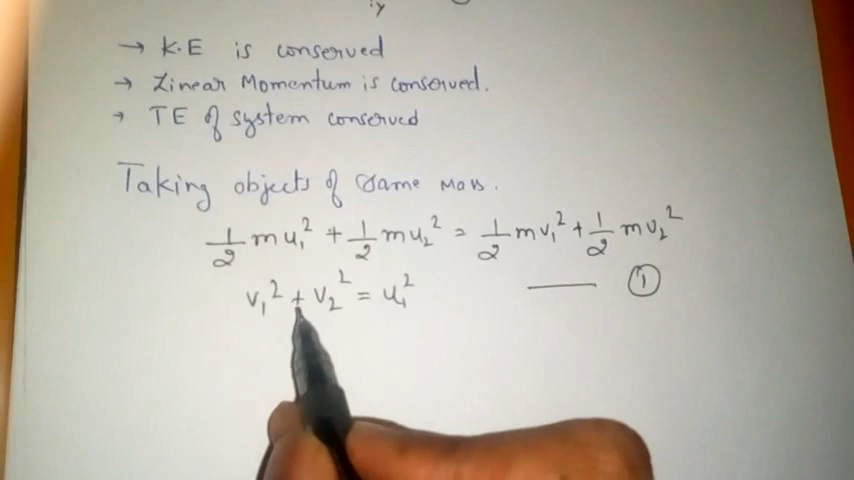 → K.E is conserved
→ Linear Momentum is conserved.
→ TE of system conserved
Taking objects of same mass.
1/2 mu₁² + 1/2 mu₂² = 1/2 mv₁² + 1/2 mv₂²
v₁² + v₂² = u₁² —— ①